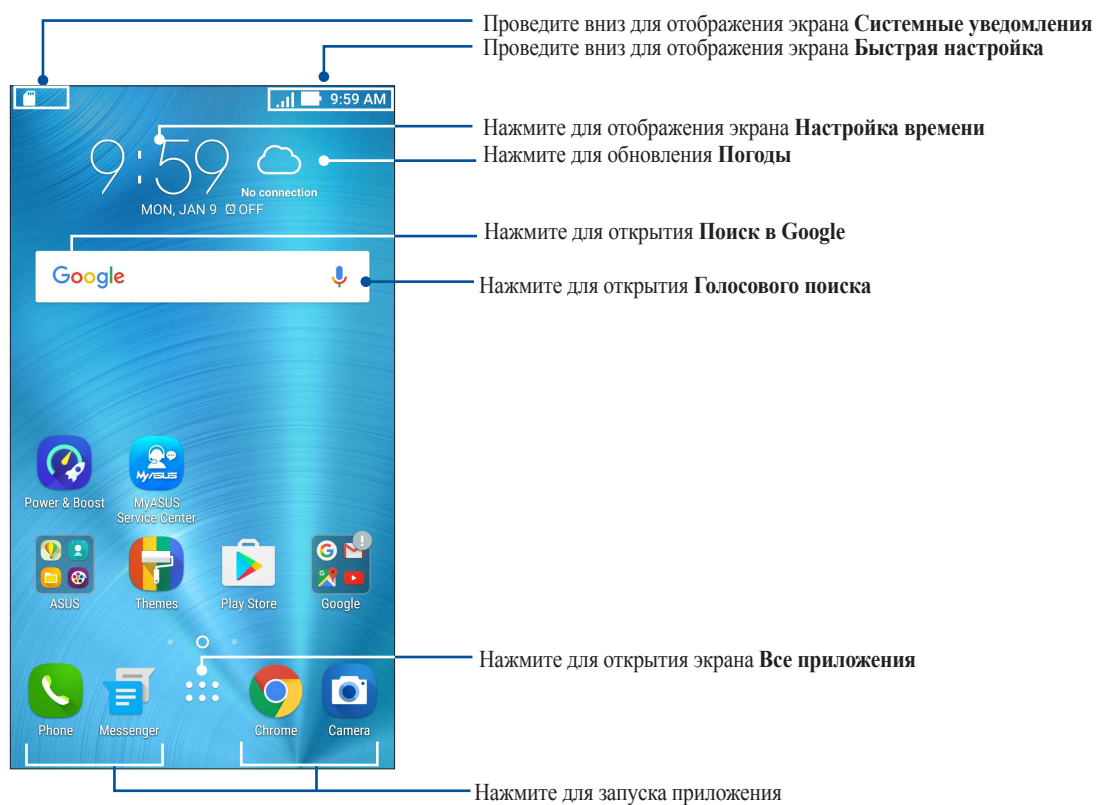 Проведите вниз для отображения экрана Системные уведомления
Проведите вниз для отображения экрана Быстрая настройка
9:59 AM
Нажмите для отображения экрана Настройка времени
Нажмите для обновления Погоды
9:59
No connection
MON, JAN 9 OFF
Нажмите для открытия Поиск в Google
Google
Нажмите для открытия Голосового поиска
MyASUS
Power & Boost
MyASUS
Service Center
ASUS
Themes
Play Store
Google
Нажмите для открытия экрана Все приложения
Phone
Messenger
Chrome
Camera
Нажмите для запуска приложения